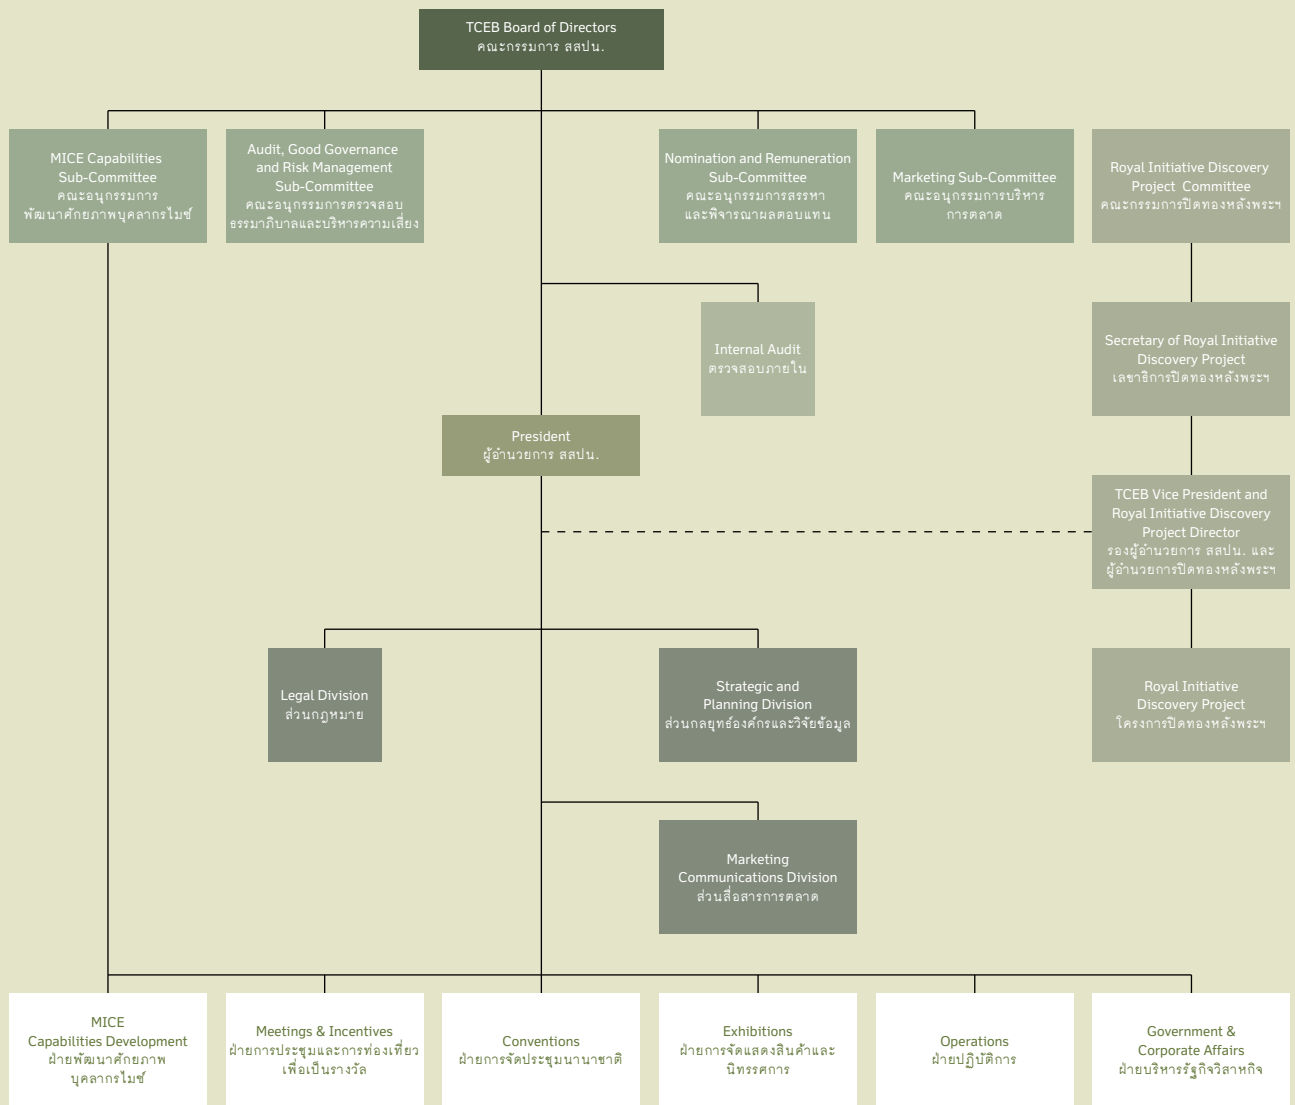 TCEB Board of Directors
คณะกรรมการ สสปน.
MICE Capabilities
Sub-Committee
คณะอนุกรรมการ
พัฒนาศักยภาพบุคลากรไมซ์
Audit, Good Governance
and Risk Management
Sub-Committee
คณะอนุกรรมการตรวจสอบ
ธรรมาภิบาลและบริหารความเสี่ยง
Nomination and Remuneration
Sub-Committee
คณะอนุกรรมการสรรหา
และพิจารณาผลตอบแทน
Marketing Sub-Committee
คณะอนุกรรมการบริหาร
การตลาด
Royal Initiative Discovery
Project Committee
คณะกรรมการปิดทองหลังพระฯ
Internal Audit
ตรวจสอบภายใน
Secretary of Royal Initiative
Discovery Project
เลขาธิการปิดทองหลังพระฯ
President
ผู้อำนวยการ สสปน.
TCEB Vice President and
Royal Initiative Discovery
Project Director
รองผู้อำนวยการ สสปน. และ
ผู้อำนวยการปิดทองหลังพระฯ
Legal Division
ส่วนกฎหมาย
Strategic and
Planning Division
ส่วนกลยุทธ์องค์กรและวิจัยข้อมูล
Royal Initiative
Discovery Project
โครงการปิดทองหลังพระฯ
Marketing
Communications Division
ส่วนสื่อสารการตลาด
MICE
Capabilities Development
ฝ่ายพัฒนาศักยภาพ
บุคลากรไมซ์
Meetings & Incentives
ฝ่ายการประชุมและการท่องเที่ยว
เพื่อเป็นรางวัล
Conventions
ฝ่ายการจัดประชุมนานาชาติ
Exhibitions
ฝ่ายการจัดแสดงสินค้าและ
นิทรรศการ
Operations
ฝ่ายปฏิบัติการ
Government &
Corporate Affairs
ฝ่ายบริหารรัฐกิจวิสาหกิจ